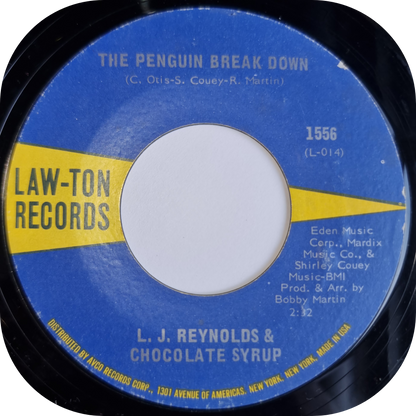 THE PENGUIN BREAK DOWN
(C. Otis-S. Couey-R. Martin)
1556
(L-014)
LAW-TON
RECORDS
Eden Music
Corp., Mardix
Music Co., &
Shirley Couey
Music-BMI
Prod. & Arr. by
Bobby Martin
2:32
L. J. REYNOLDS &
CHOCOLATE SYRUP
DISTRIBUTED BY AVCO RECORDS CORP., 1301 AVENUE OF AMERICAS, NEW YORK, NEW YORK. MADE IN USA